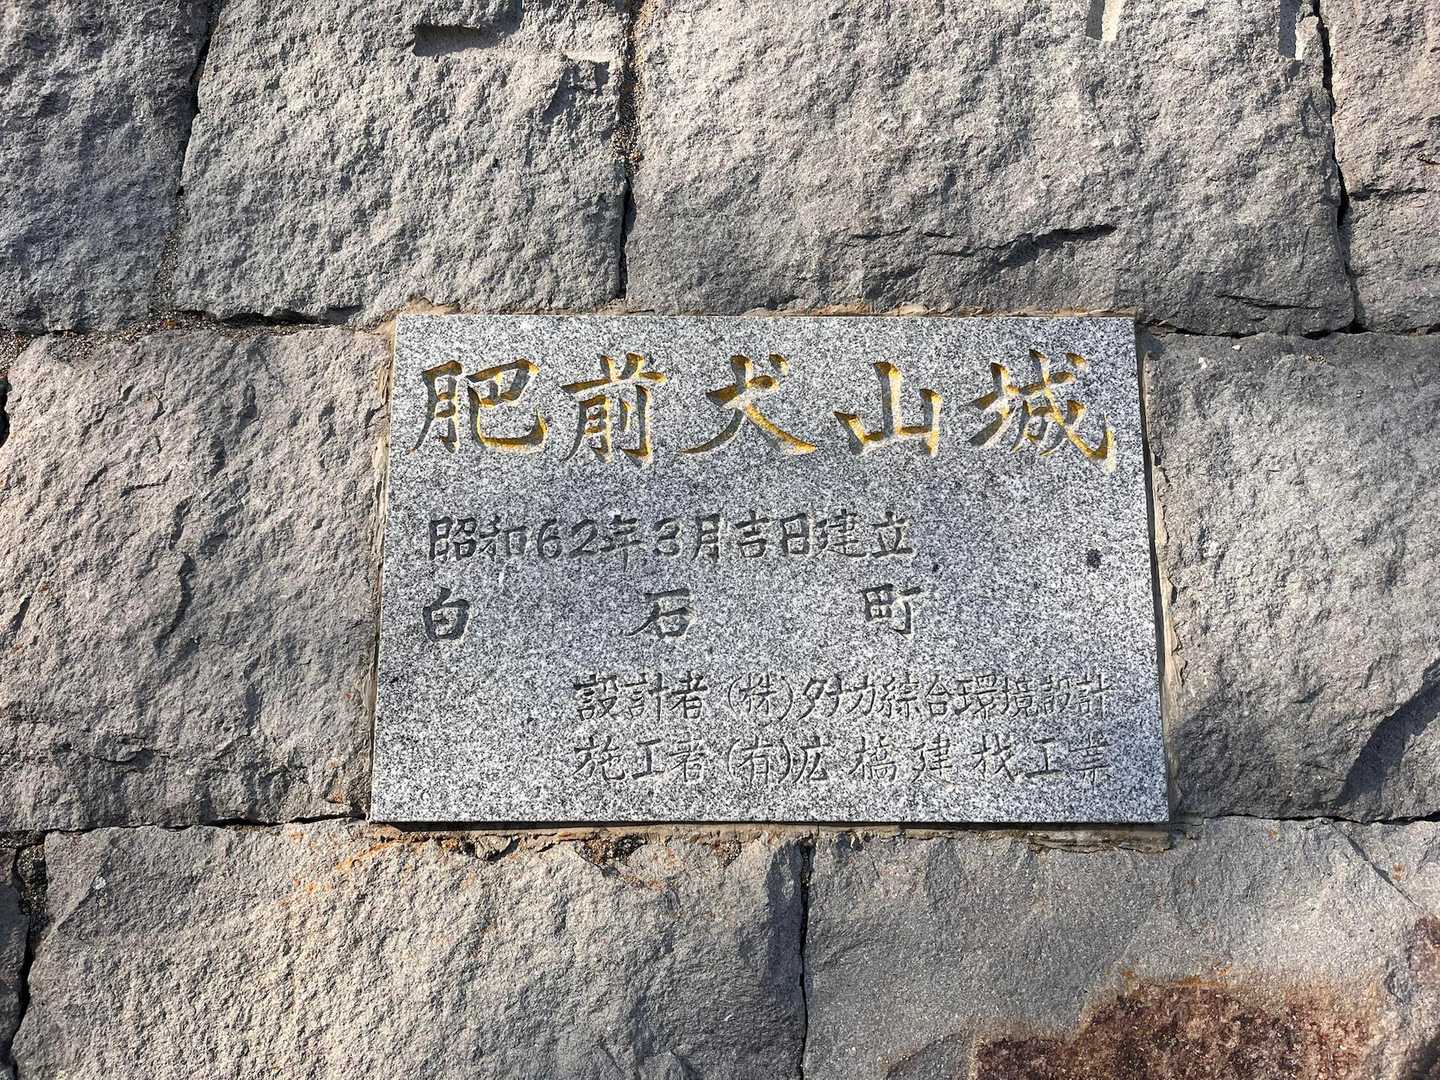 肥前犬山城
昭和62年3月吉日建立
白石町
設計者 (株)タナカ綜合環境設計
施工者 (有)広橋建設工業